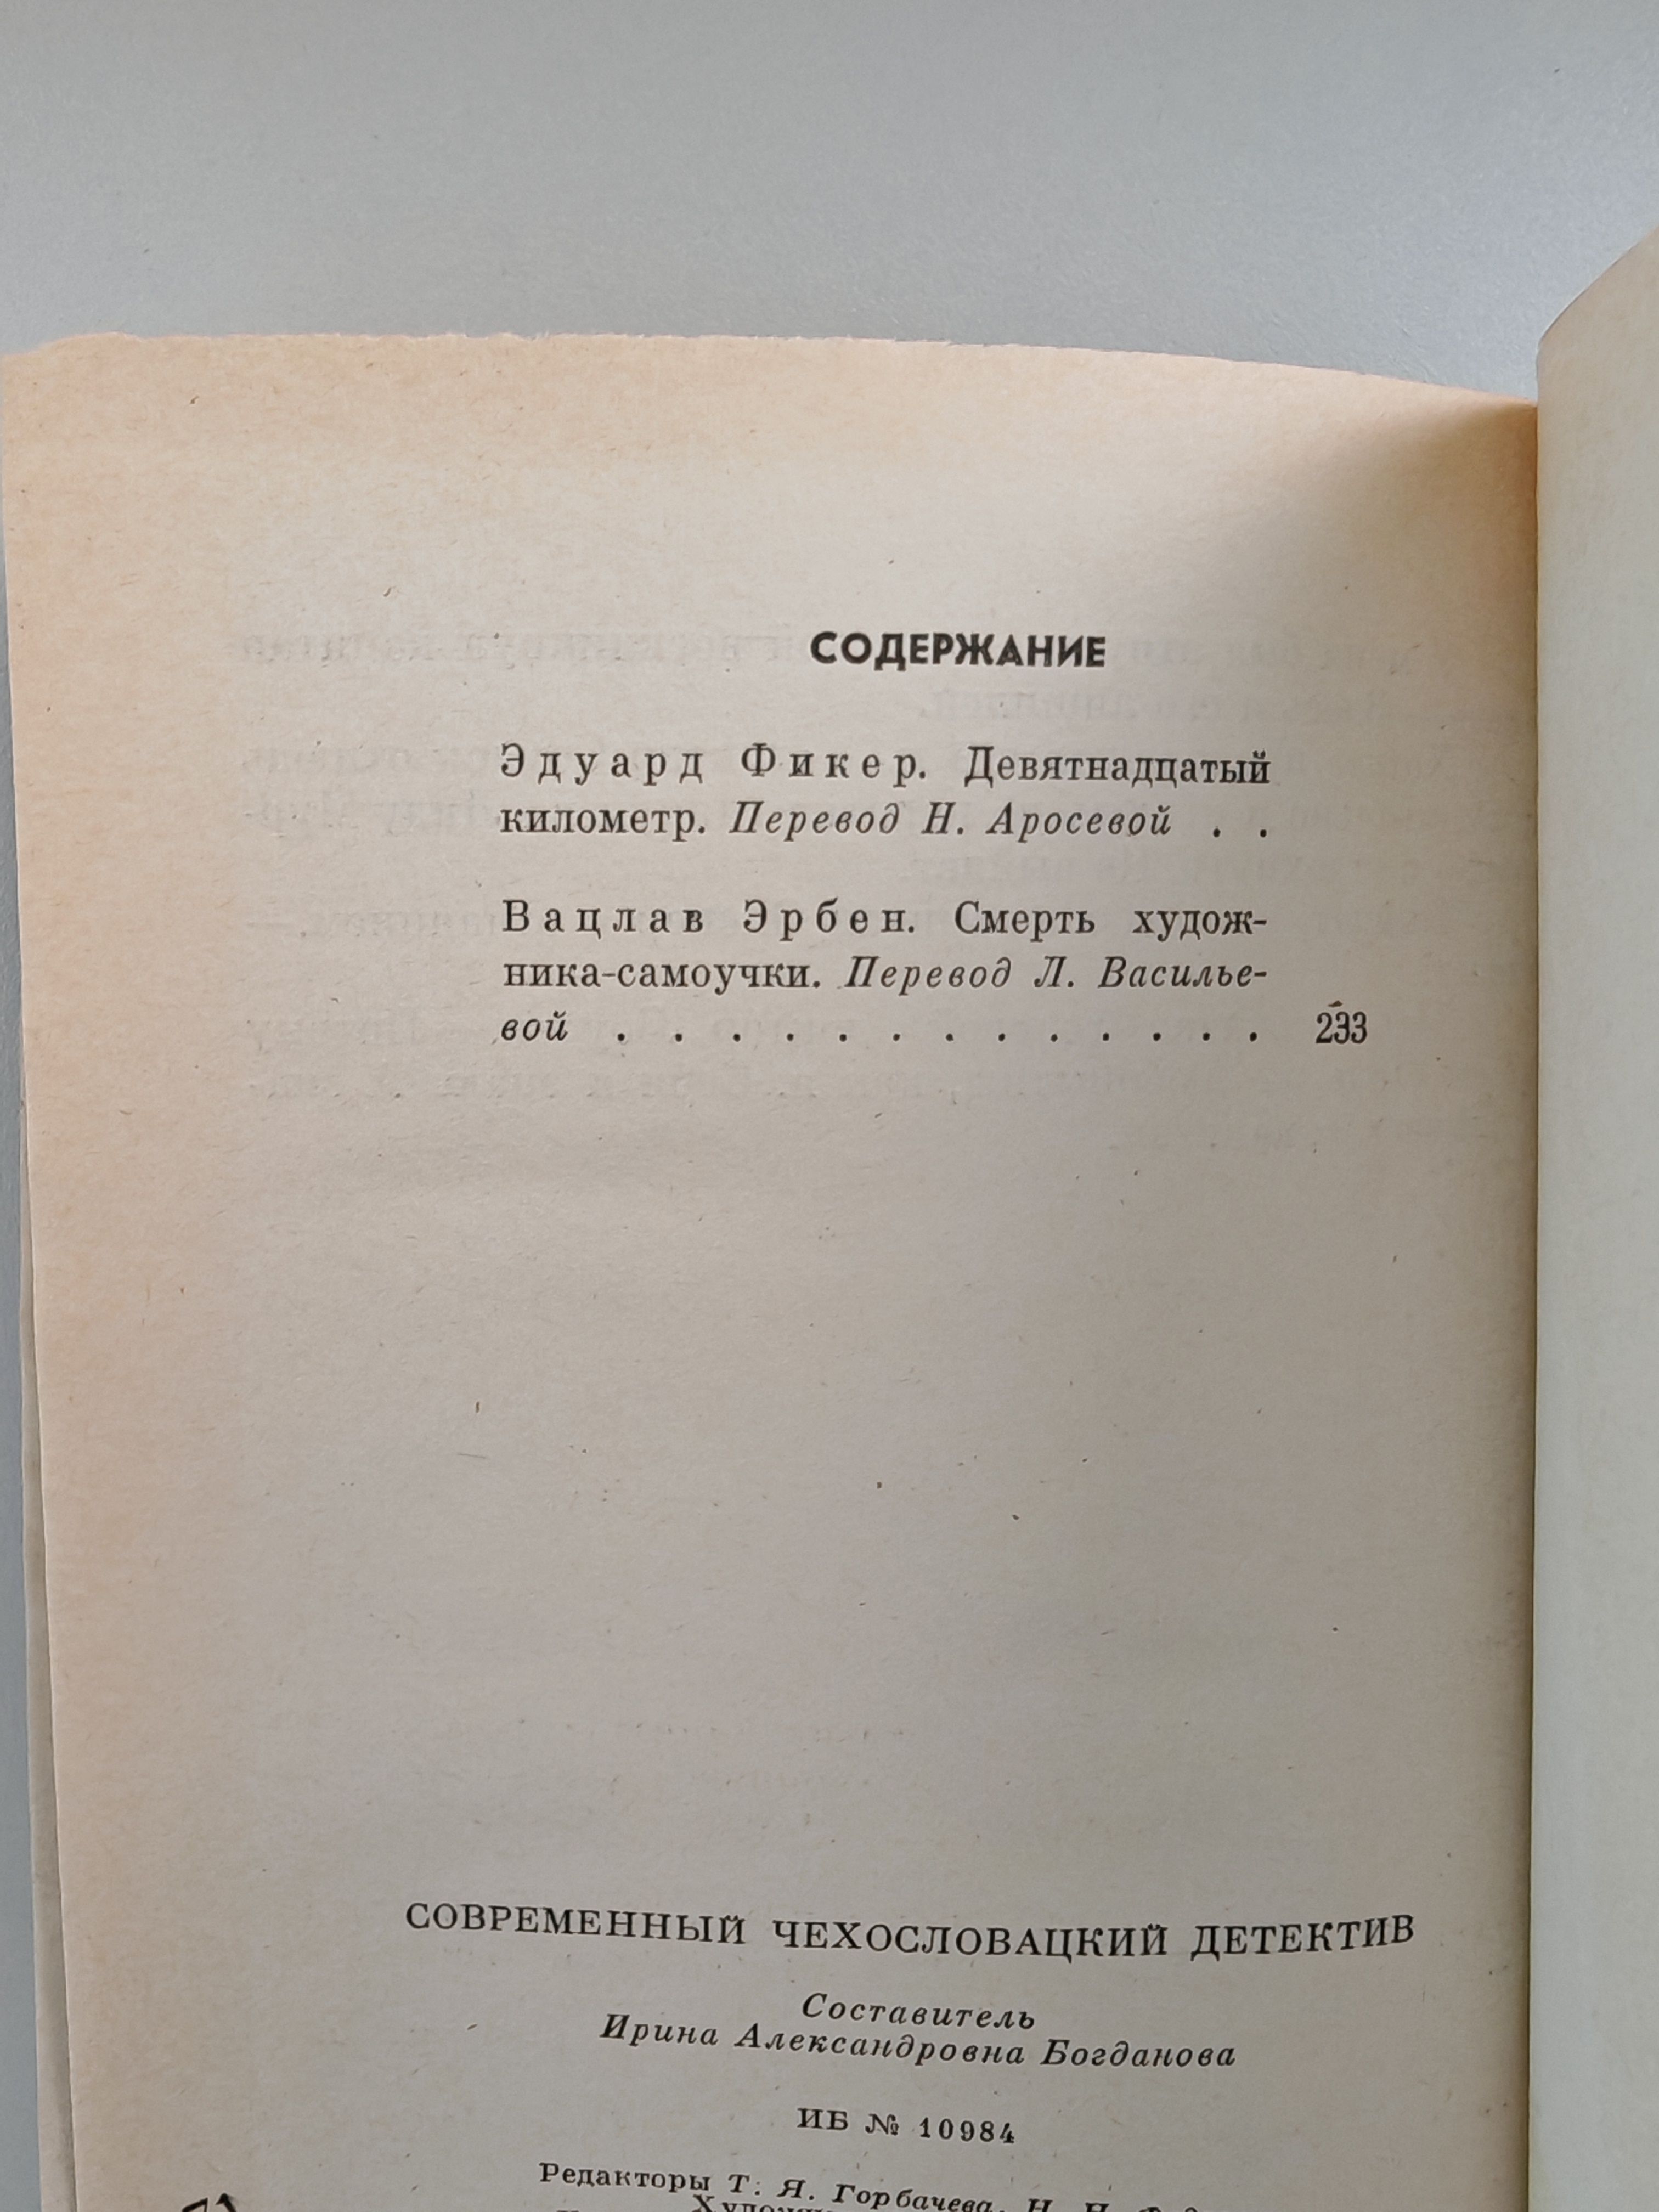 СОДЕРЖАНИЕ
Эдуард Фикер. Девятнадцатый
километр. Перевод Н. Аросевой . .
Вацлав Эрбен. Смерть худож-
ника-самоучки. Перевод Л. Василье-
вой . . . . . . . . . . . . . 233
СОВРЕМЕННЫЙ ЧЕХОСЛОВАЦКИЙ ДЕТЕКТИВ
Составитель
Ирина Александровна Богданова
ИБ № 10984
Редакторы Т. Я. Горбачева, Н. Н.